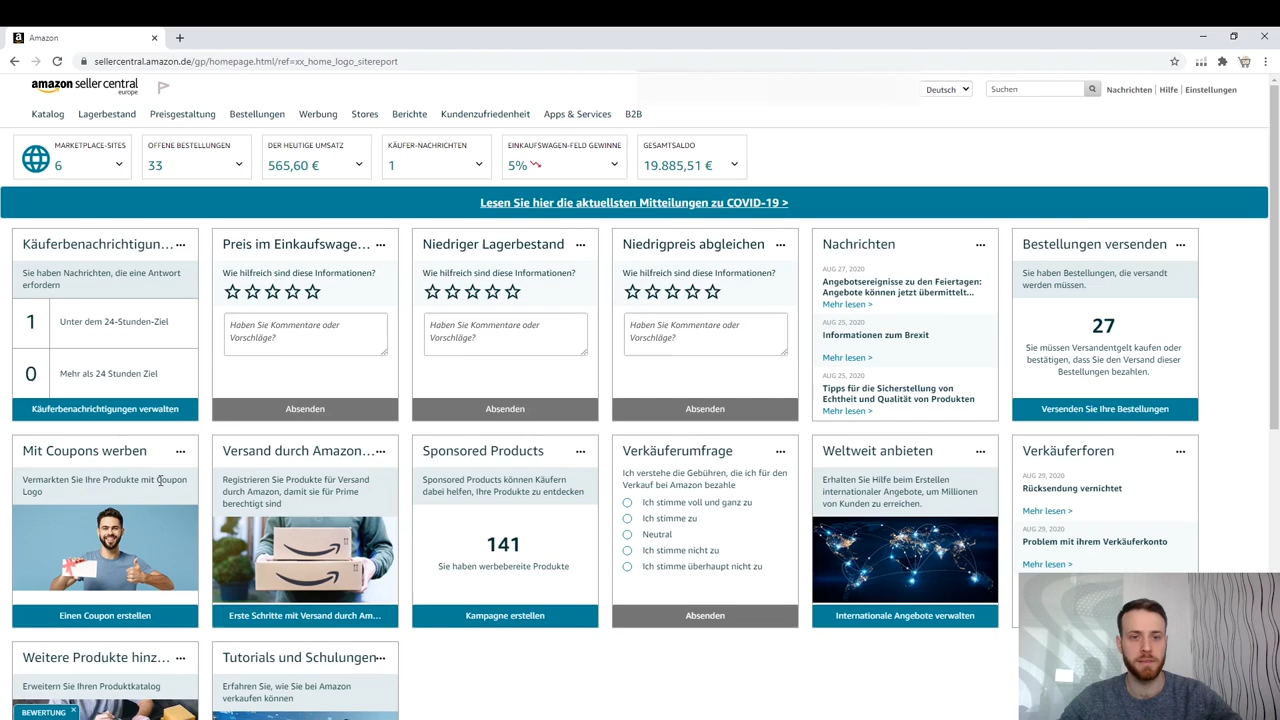 Amazon
sellercentral.amazon.de/gp/homepage.html/ref=xx_home_logo_sitereport
amazon seller central
europe
Deutsch
Suchen
Nachrichten | Hilfe | Einstellungen
Katalog
Lagerbestand
Preisgestaltung
Bestellungen
Werbung
Stores
Berichte
Kundenzufriedenheit
Apps & Services
B2B
MARKETPLACE-SITES
6
OFFENE BESTELLUNGEN
33
DER HEUTIGE UMSATZ
565,60 €
KÄUFER-NACHRICHTEN
1
EINKAUFSWAGEN-FELD GEWINNE
5%
GESAMTSALDO
19.885,51 €
Lesen Sie hier die aktuellsten Mitteilungen zu COVID-19 >
Käuferbenachrichtigun...
Sie haben Nachrichten, die eine Antwort
erfordern
1
Unter dem 24-Stunden-Ziel
0
Mehr als 24 Stunden Ziel
Käuferbenachrichtigungen verwalten
Preis im Einkaufswage...
Wie hilfreich sind diese Informationen?
Haben Sie Kommentare oder
Vorschläge?
Absenden
Niedriger Lagerbestand
Wie hilfreich sind diese Informationen?
Haben Sie Kommentare oder
Vorschläge?
Absenden
Niedrigpreis abgleichen
Wie hilfreich sind diese Informationen?
Haben Sie Kommentare oder
Vorschläge?
Absenden
Nachrichten
AUG 27, 2020
Angebotsereignisse zu den Feiertagen:
Angebote können jetzt übermittelt...
Mehr lesen >
AUG 25, 2020
Informationen zum Brexit
Mehr lesen >
AUG 25, 2020
Tipps für die Sicherstellung von
Echtheit und Qualität von Produkten
Mehr lesen >
Bestellungen versenden
Sie haben Bestellungen, die versandt
werden müssen.
27
Sie müssen Versandentgelt kaufen oder
bestätigen, dass Sie den Versand dieser
Bestellungen bezahlen.
Versenden Sie Ihre Bestellungen
Mit Coupons werben
Vermarkten Sie Ihre Produkte mit Coupon
Logo
Einen Coupon erstellen
Versand durch Amazon...
Registrieren Sie Produkte für Versand
durch Amazon, damit sie für Prime
berechtigt sind
Erste Schritte mit Versand durch Am...
Sponsored Products
Sponsored Products können Käufern
dabei helfen, Ihre Produkte zu entdecken
141
Sie haben werbebereite Produkte
Kampagne erstellen
Verkäuferumfrage
Ich verstehe die Gebühren, die ich für den
Verkauf bei Amazon bezahle
Ich stimme voll und ganz zu
Ich stimme zu
Neutral
Ich stimme nicht zu
Ich stimme überhaupt nicht zu
Absenden
Weltweit anbieten
Erhalten Sie Hilfe beim Erstellen
internationaler Angebote, um Millionen
von Kunden zu erreichen.
Internationale Angebote verwalten
Verkäuferforen
AUG 29, 2020
Rücksendung vernichtet
Mehr lesen >
AUG 29, 2020
Problem mit ihrem Verkäuferkonto
Mehr lesen >
Weitere Produkte hinz...
Erweitern Sie Ihren Produktkatalog
BEWERTUNG
Tutorials und Schulungen
Erfahren Sie, wie Sie bei Amazon
verkaufen können